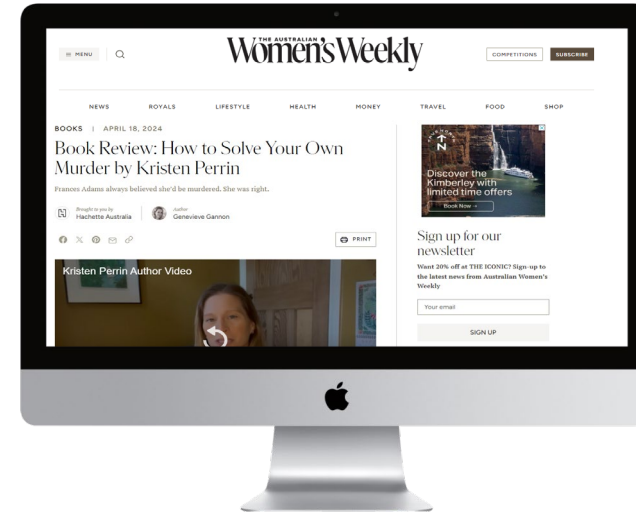 MENU
THE AUSTRALIAN
Women's Weekly
COMPETITIONS
SUBSCRIBE
NEWS ROYALS LIFESTYLE HEALTH MONEY TRAVEL FOOD SHOP
BOOKS | APRIL 18, 2024
Book Review: How to Solve Your Own
Murder by Kristen Perrin
Frances Adams always believed she'd be murdered. She was right.
Brought to you by
Hachette Australia
Author
Genevieve Gannon
PRINT
Kristen Perrin Author Video
N
Discover the
Kimberley with
limited time offers
Book Now →
Sign up for our
newsletter
Want 20% off at THE ICONIC? Sign-up to
the latest news from Australian Women's
Weekly
Your email
SIGN UP